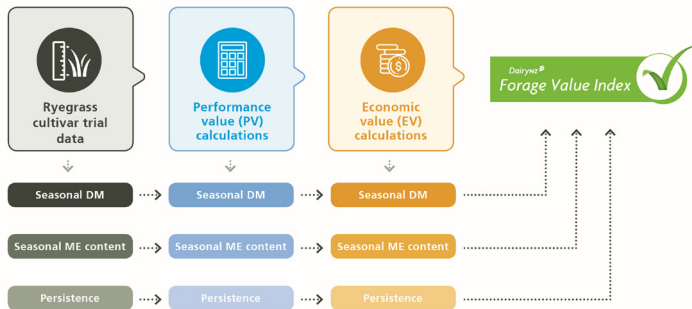 Ryegrass
cultivar trial
data
Performance
value (PV)
calculations
Economic
value (EV)
calculations
$
DairyNZ
Forage Value Index
Seasonal DM
Seasonal DM
Seasonal DM
Seasonal ME content
Seasonal ME content
Seasonal ME content
Persistence
Persistence
Persistence